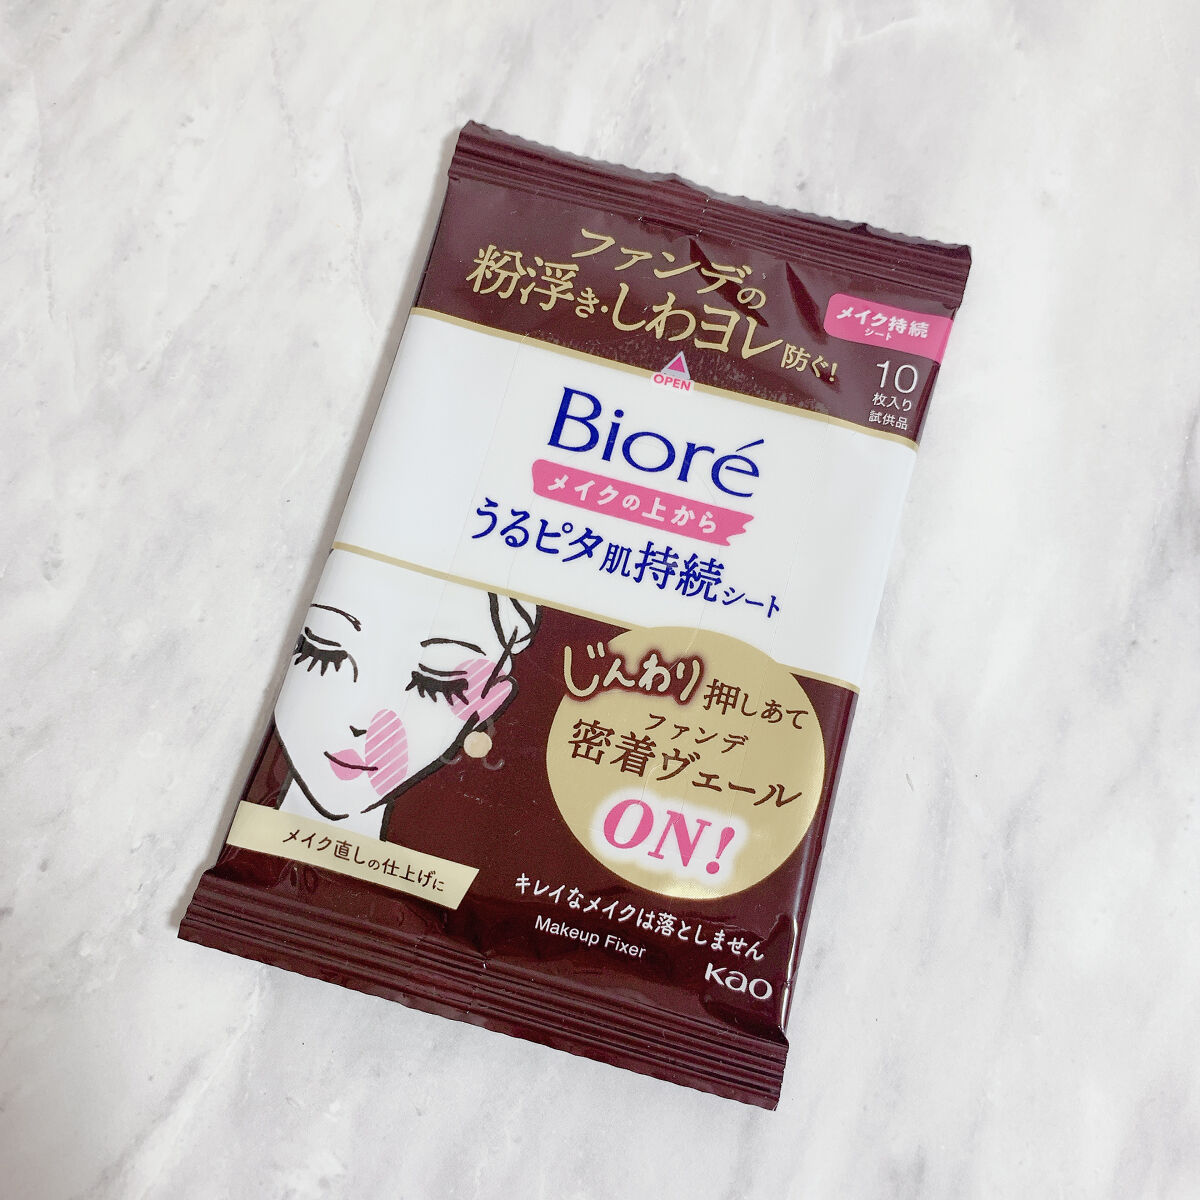 ファンデの
粉浮き・しわヨレ防ぐ!
メイク持続
シート
10
枚入り
試供品
OPEN
Bioré
メイクの上から
うるピタ肌持続シート
じんわり押しあて
ファンデ
密着ヴェール
ON!
メイク直しの仕上げに
キレイなメイクは落としません
Makeup Fixer
Kao